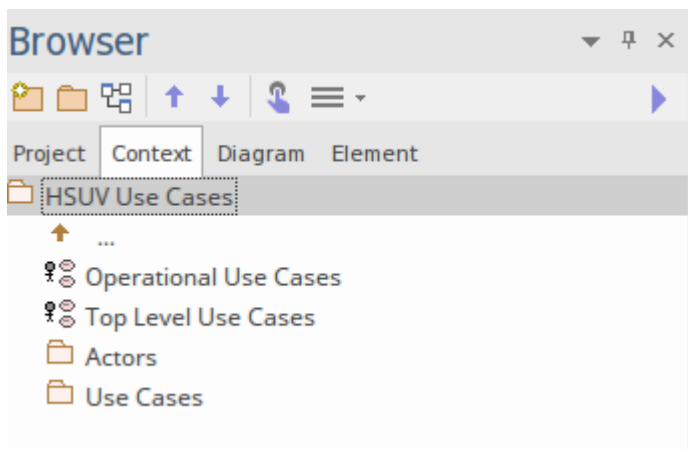 Browser
Project Context Diagram Element
HSUV Use Cases
...
Operational Use Cases
Top Level Use Cases
Actors
Use Cases